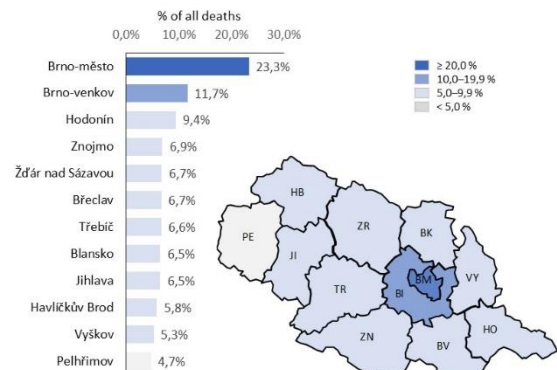 % of all deaths
0,0% 10,0% 20,0% 30,0%
Brno-město 23,3%
Brno-venkov 11,7%
Hodonín 9,4%
Znojmo 6,9%
Žďár nad Sázavou 6,7%
Břeclav 6,7%
Třebíč 6,6%
Blansko 6,5%
Jihlava 6,5%
Havlíčkův Brod 5,8%
Vyškov 5,3%
Pelhřimov 4,7%
≥ 20,0 %
10,0–19,9 %
5,0–9,9 %
< 5,0 %
HB
ZR
BK
PE
JI
VY
BM
TR
BI
ZN
BV
HO